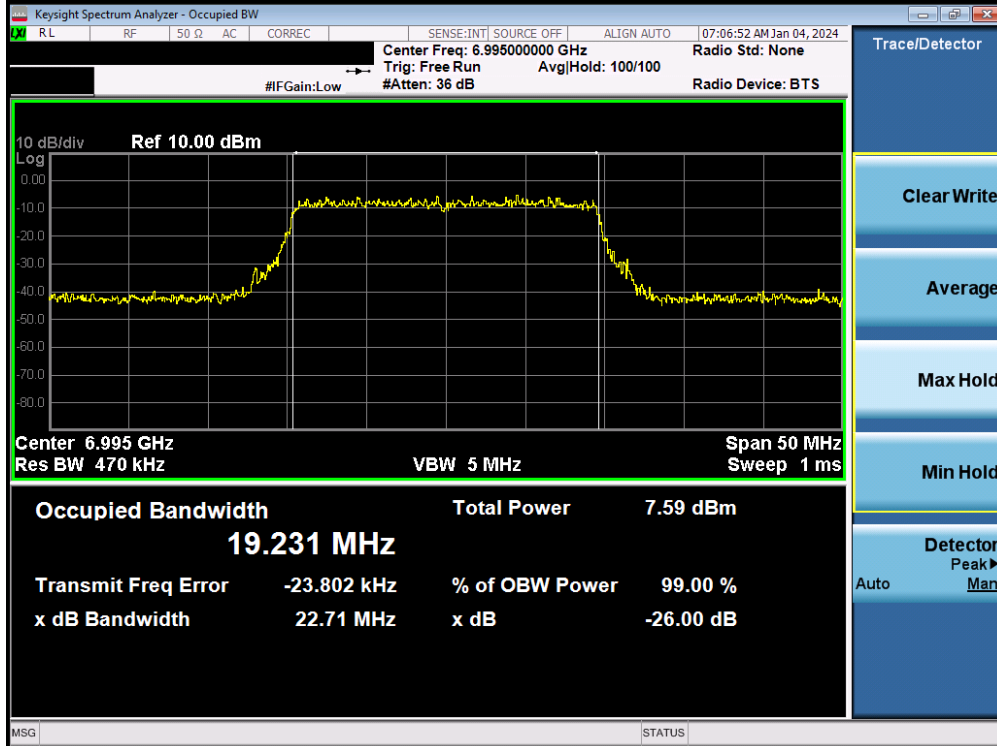 Keysight Spectrum Analyzer - Occupied BW
LXI RL RF 50 Ω AC CORREC SENSE:INT SOURCE OFF ALIGN AUTO 07:06:52 AM Jan 04, 2024
Center Freq: 6.995000000 GHz Radio Std: None
Trig: Free Run Avg|Hold: 100/100
#IFGain:Low #Atten: 36 dB Radio Device: BTS
10 dB/div Ref 10.00 dBm
Log
0.00
-10.0
-20.0
-30.0
-40.0
-50.0
-60.0
-70.0
-80.0
Center 6.995 GHz Span 50 MHz
Res BW 470 kHz VBW 5 MHz Sweep 1 ms
Occupied Bandwidth Total Power 7.59 dBm
19.231 MHz
Transmit Freq Error -23.802 kHz % of OBW Power 99.00 %
x dB Bandwidth 22.71 MHz x dB -26.00 dB
MSG STATUS
Trace/Detector
Clear Write
Average
Max Hold
Min Hold
Detector
Peak▶
Auto Man